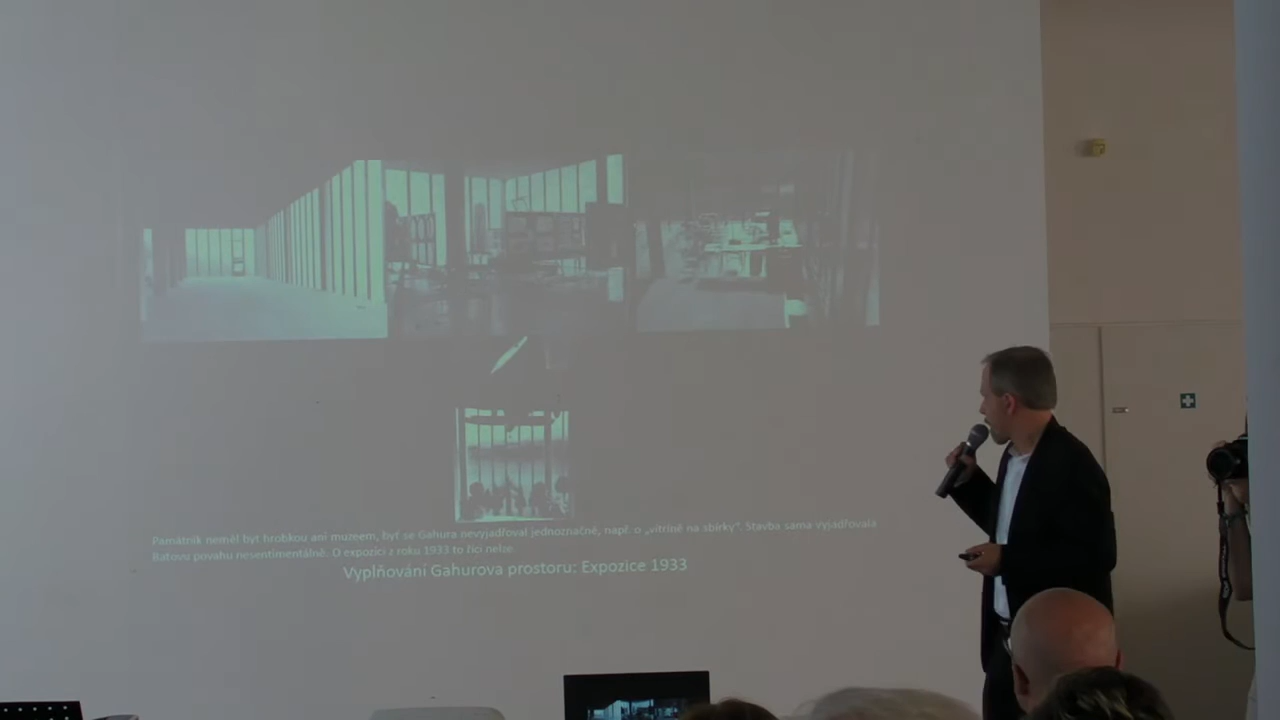 Památník neměl být hrobkou ani muzeem, byť se Gahura nevyjadřoval jednoznačně, např. o „vitrině na sbírky“. Stavba sama vyjadřovala
Baťovu povahu nesentimentálně. O expozici z roku 1933 to říci nelze.
Vyplňování Gahurova prostoru: Expozice 1933